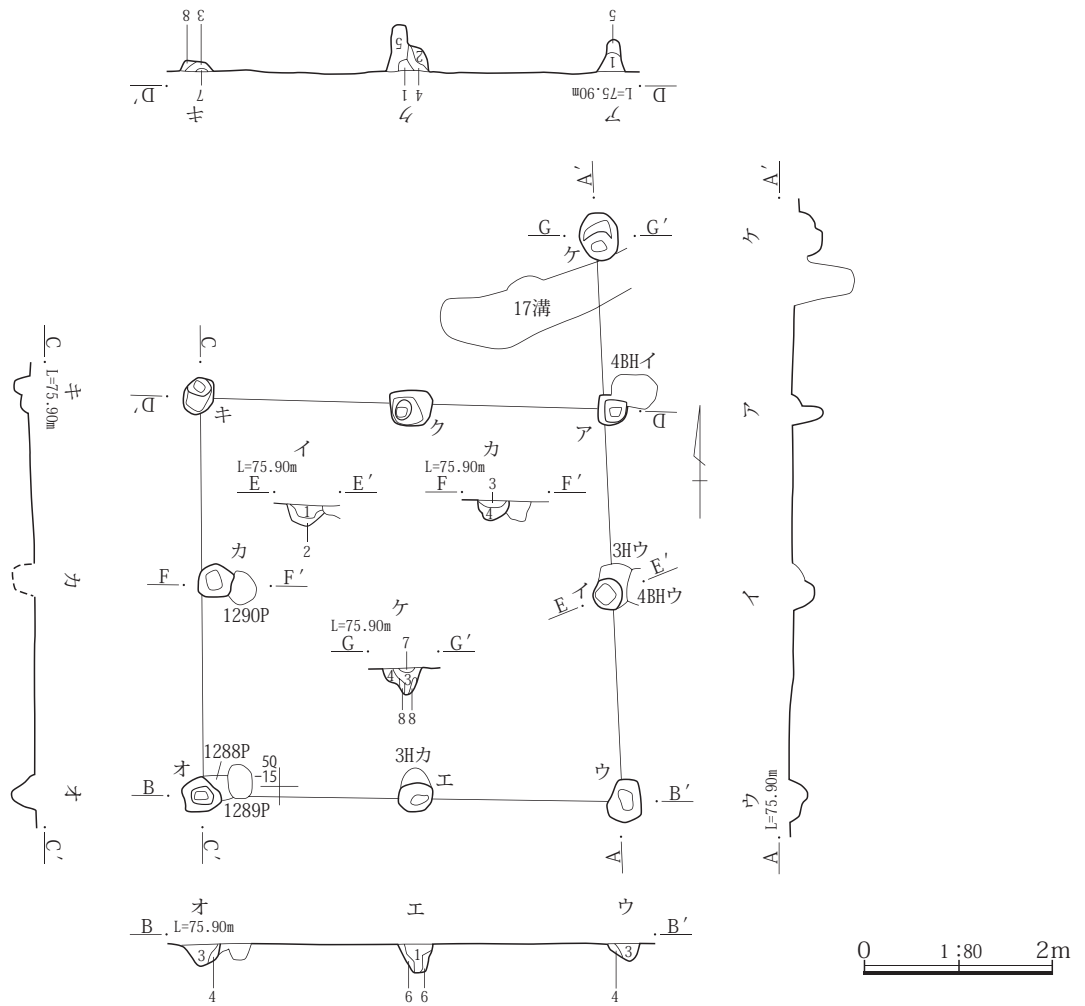 8 3
5
5 2
1
D' 7 1 4 L=75.90m D
キ ク ア
A' A'
G G'
ケ ケ
17溝
C C
4BHイ
キ L=75.90m
D' キ ク ア D ア
イ カ
L=75.90m L=75.90m
E E' F 3 F'
1 4
2
3Hウ
カ E'
F F' イ カ イ
E 4BHウ
1290P
ケ
L=75.90m
7
G G'
4 3
8 8
1288P 5Q
オ -15 3Hカ ウ
B エ B' オ ウ
1289P L=75.90m
C' C' A A
オ エ ウ
B L=75.90m B'
3 1 3
4 6 6 4
0 1:80 2m